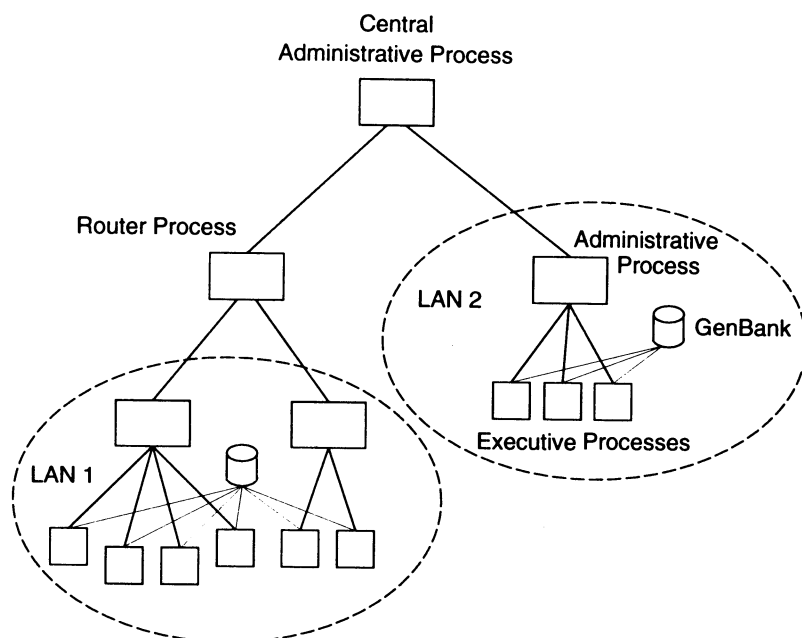 Central
Administrative Process
Router Process
Administrative
Process
LAN 2
GenBank
Executive Processes
LAN 1